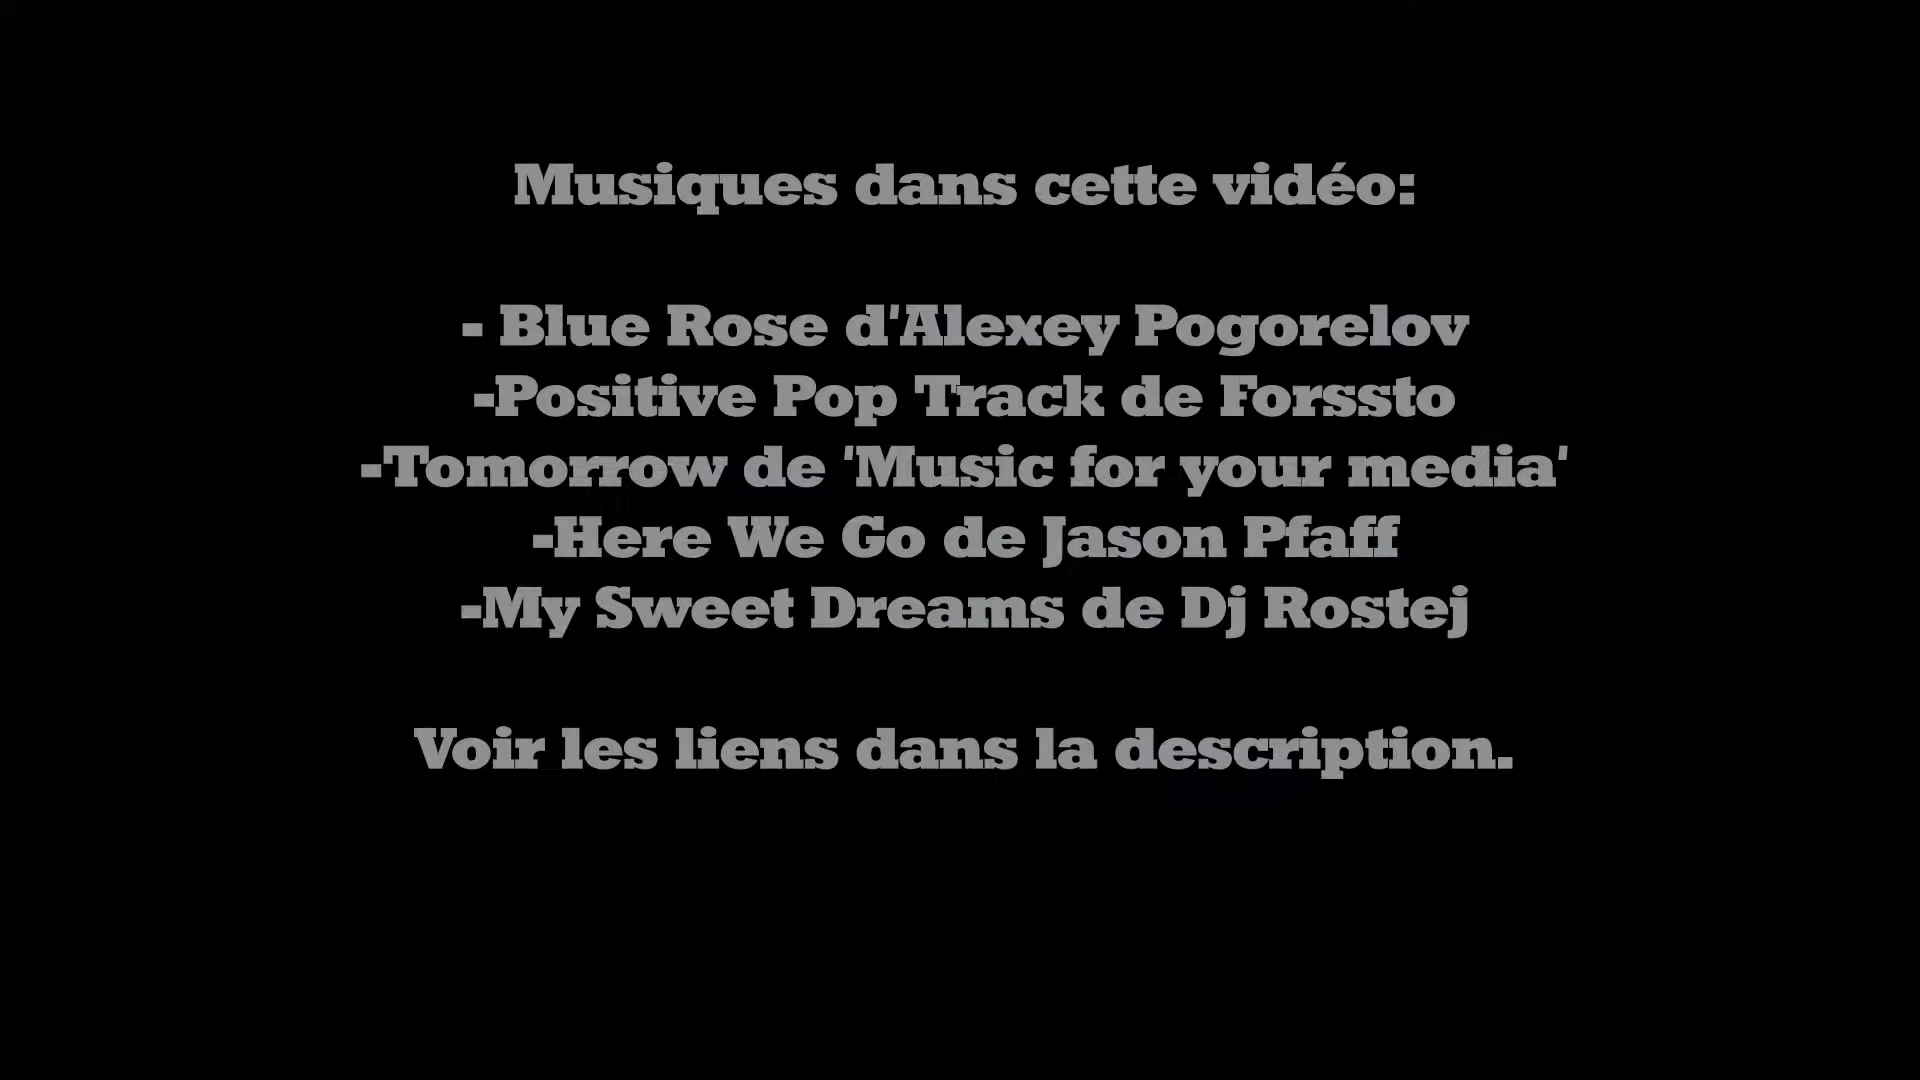 Musiques dans cette vidéo:
- Blue Rose d'Alexey Pogorelov
-Positive Pop Track de Forssto
-Tomorrow de 'Music for your media'
-Here We Go de Jason Pfaff
-My Sweet Dreams de Dj Rostej
Voir les liens dans la description.